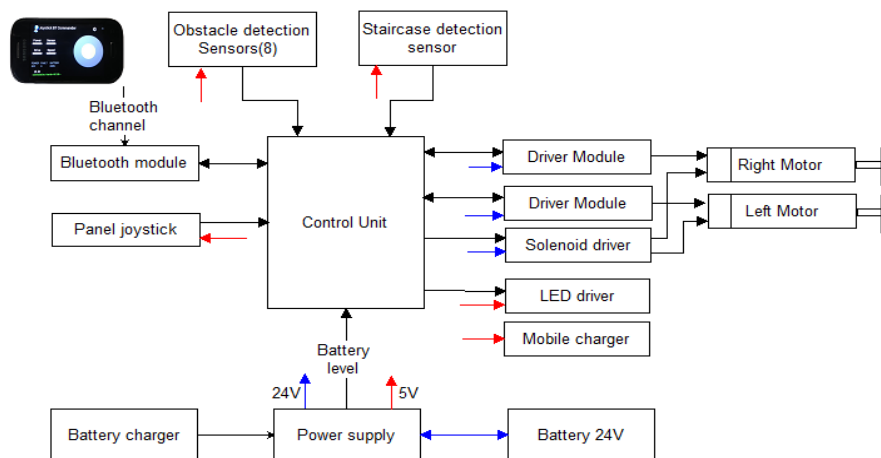 Obstacle detection
Sensors(8)
Staircase detection
sensor
Bluetooth
channel
Bluetooth module
Driver Module
Right Motor
Driver Module
Left Motor
Panel joystick
Control Unit
Solenoid driver
LED driver
Mobile charger
Battery
level
24V
5V
Battery charger
Power supply
Battery 24V